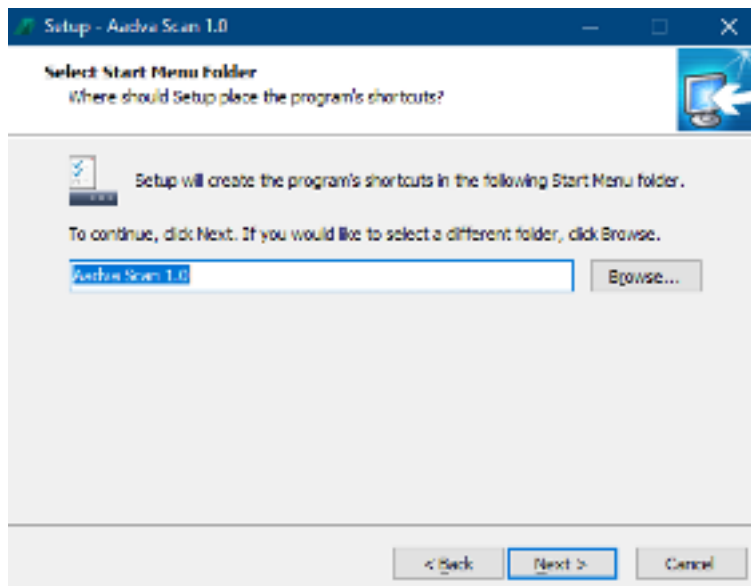 Setup - Aadva Scan 1.0
Select Start Menu Folder
Where should Setup place the program's shortcuts?
Setup will create the program's shortcuts in the following Start Menu folder.
To continue, click Next. If you would like to select a different folder, click Browse.
Aadva Scan 1.0
Browse...
< Back
Next >
Cancel